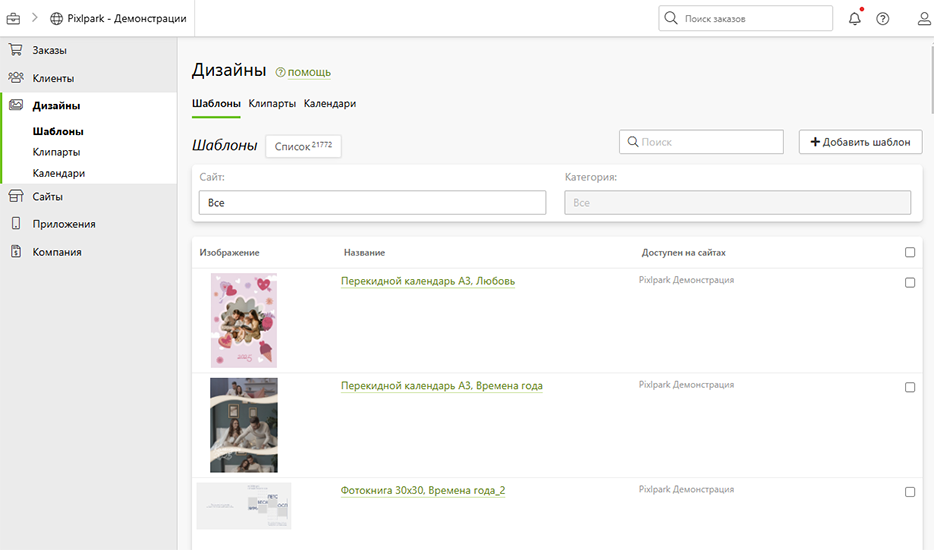 Pixlpark - Демонстрации
Поиск заказов
Заказы
Клиенты
Дизайны
Шаблоны
Клипарты
Календари
Сайты
Приложения
Компания
Дизайны помощь
Шаблоны Клипарты Календари
Шаблоны Список 21772 Поиск Добавить шаблон
Сайт: Категория:
Все Все
Изображение Название Доступен на сайтах
Перекидной календарь А3, Любовь Pixlpark Демонстрация
Перекидной календарь А3, Времена года Pixlpark Демонстрация
Фотокнига 30x30, Времена года_2 Pixlpark Демонстрация